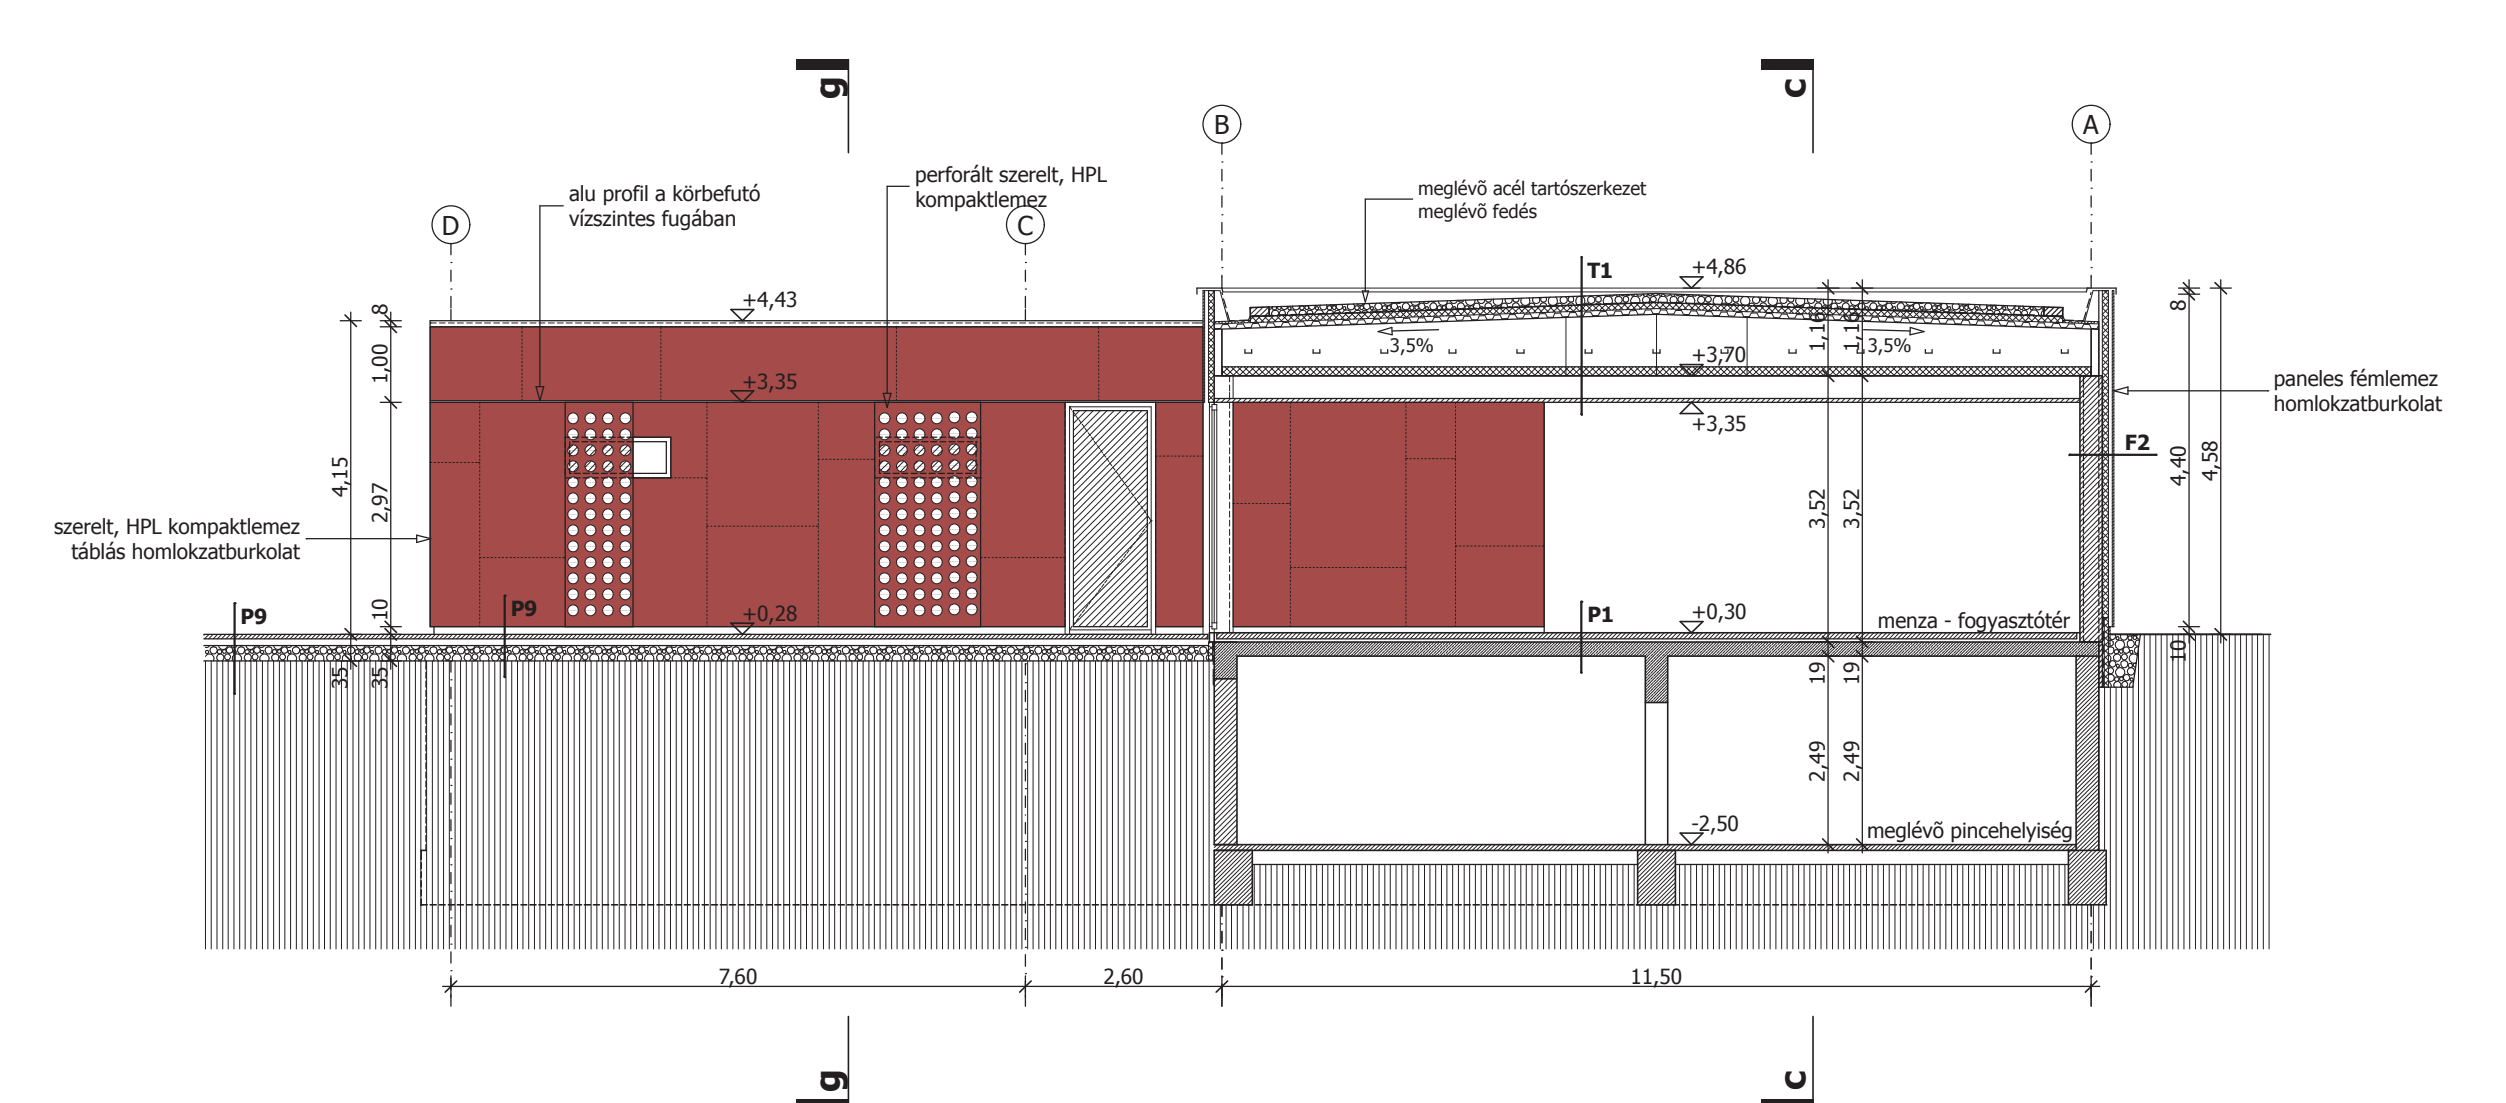 g
c
B
A
perforált szerelt, HPL
kompaktlemez
alu profil a körbefutó
vízszintes fugában
meglévõ acél tartószerkezet
meglévõ fedés
D
C
T1
+4,86
+4,43
8
8
1,00
1,16
1,16
3,5%
3,5%
+3,70
+3,35
+3,35
paneles fémlemez
homlokzatburkolat
F2
4,15
2,97
3,52
3,52
4,40
4,58
szerelt, HPL kompaktlemez
táblás homlokzatburkolat
P9
P9
10
+0,28
P1
+0,30
menza - fogyasztótér
10
35
35
19
19
2,49
2,49
-2,50
meglévõ pincehelyiség
7,60
2,60
11,50
g
c